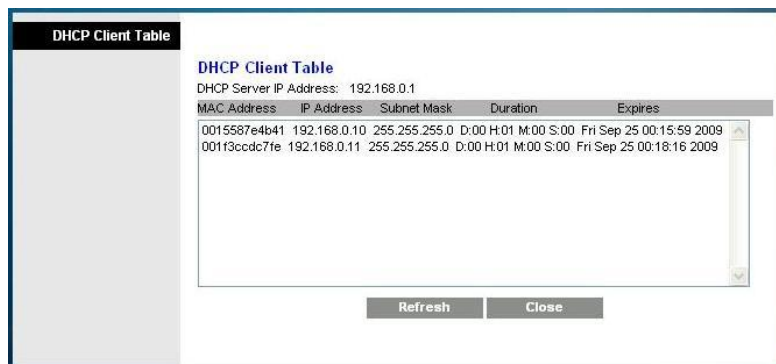 DHCP Client Table
DHCP Client Table
DHCP Server IP Address: 192.168.0.1
MAC Address IP Address Subnet Mask Duration Expires
0015587e4b41 192.168.0.10 255.255.255.0 D:00 H:01 M:00 S:00 Fri Sep 25 00:15:59 2009
001f3ccdc7fe 192.168.0.11 255.255.255.0 D:00 H:01 M:00 S:00 Fri Sep 25 00:18:16 2009
Refresh Close